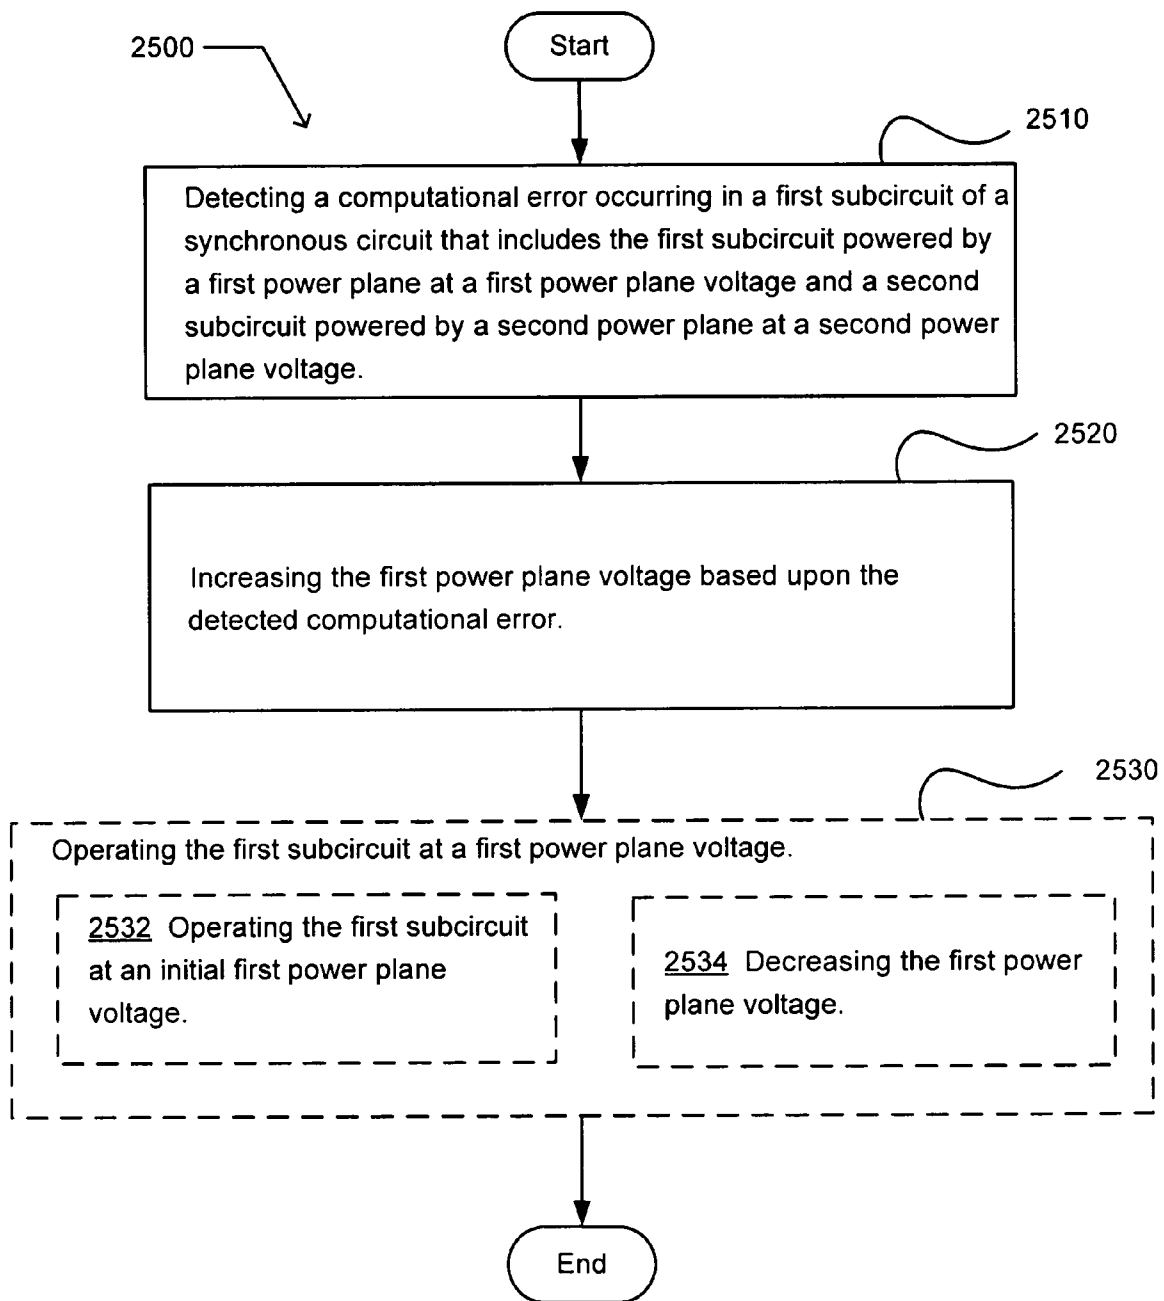 2500
Start
2510
Detecting a computational error occurring in a first subcircuit of a
synchronous circuit that includes the first subcircuit powered by
a first power plane at a first power plane voltage and a second
subcircuit powered by a second power plane at a second power
plane voltage.
2520
Increasing the first power plane voltage based upon the
detected computational error.
2530
Operating the first subcircuit at a first power plane voltage.
2532 Operating the first subcircuit
at an initial first power plane
voltage.
2534 Decreasing the first power
plane voltage.
End